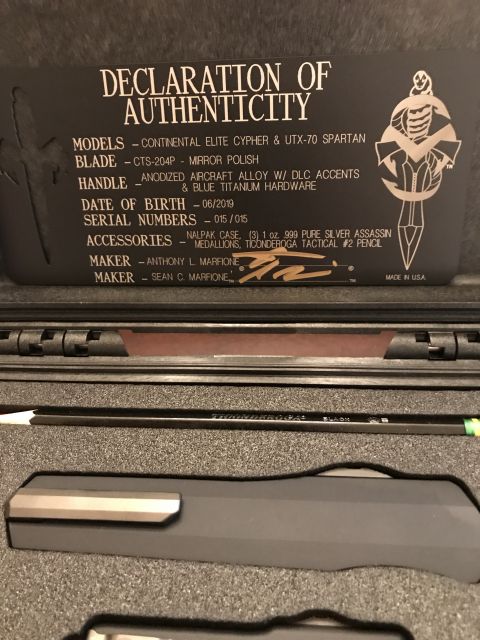 DECLARATION OF
AUTHENTICITY
MODELS - CONTINENTAL ELITE CYPHER & UTX-70 SPARTAN
BLADE - CTS-204P - MIRROR POLISH
HANDLE - ANODIZED AIRCRAFT ALLOY W/ DLC ACCENTS
& BLUE TITANIUM HARDWARE
DATE OF BIRTH - 06/2019
SERIAL NUMBERS - 015/015
ACCESSORIES - NALPAK CASE, (3) 1 oz. .999 PURE SILVER ASSASSIN
MEDALLIONS, TICONDEROGA TACTICAL #2 PENCIL
MAKER - ANTHONY L. MARFIONE
MAKER - SEAN C. MARFIONE
MADE IN U.S.A.
BLACK